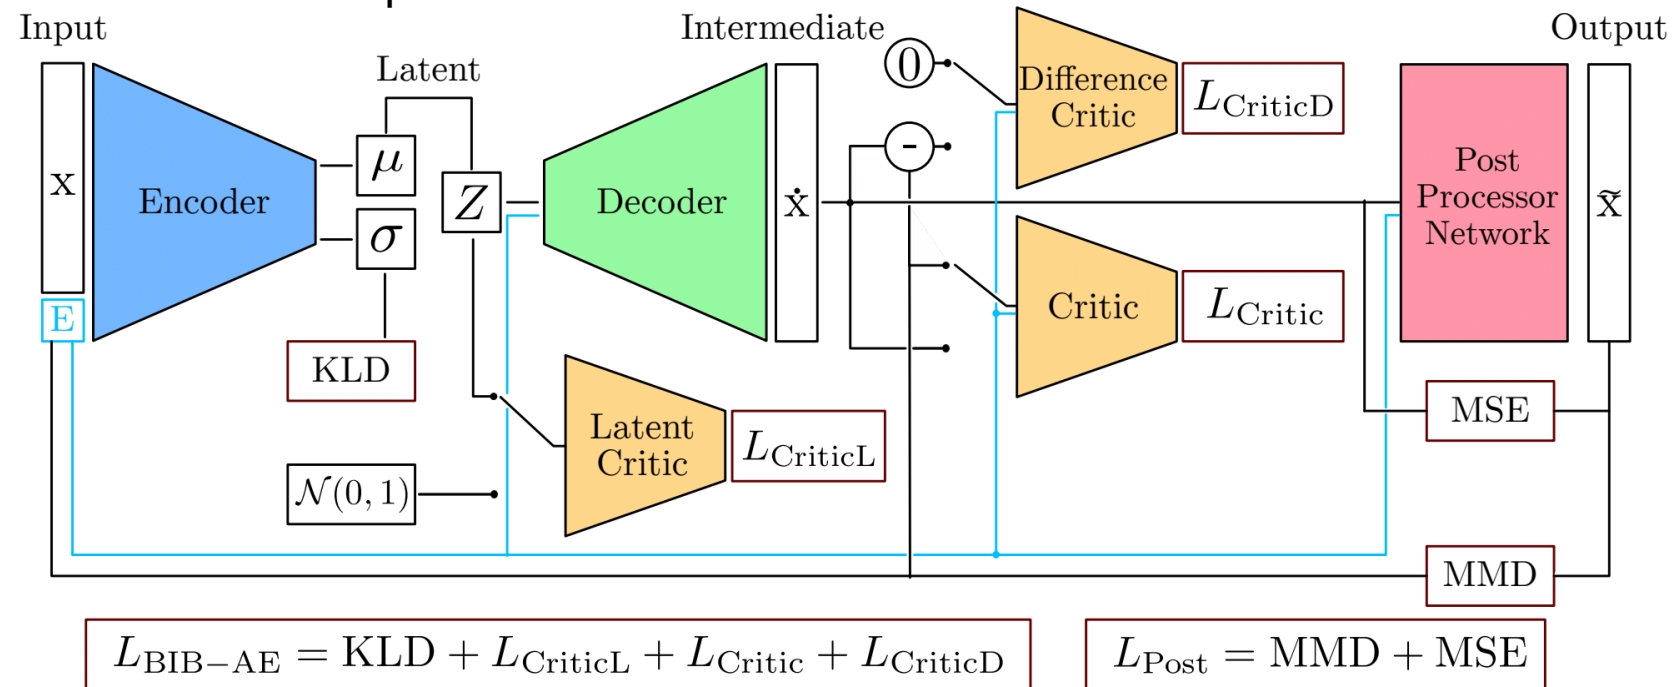 Input
Latent
Intermediate
Output
x
E
Encoder
μ
σ
KLD
𝒩(0, 1)
Z
Decoder
ẋ
Latent
Critic
L_CriticL
0
-
Difference
Critic
L_CriticD
Critic
L_Critic
Post
Processor
Network
x̃
MSE
MMD
L_BIB−AE = KLD + L_CriticL + L_Critic + L_CriticD
L_Post = MMD + MSE